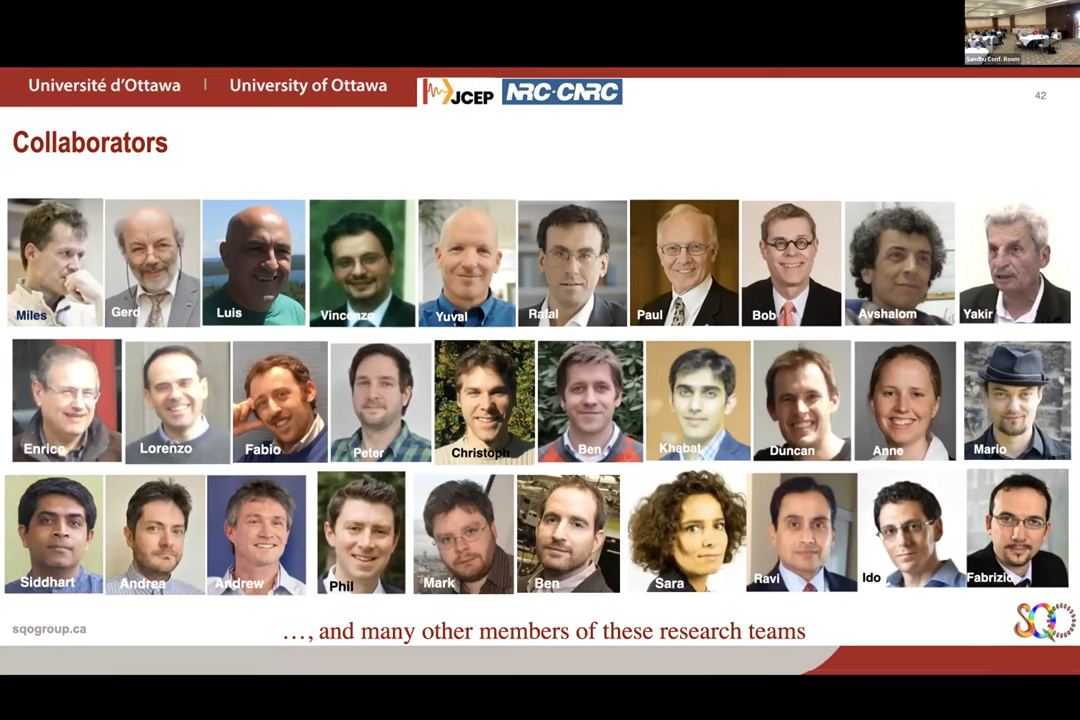 Sandhu Conf. Room
Université d'Ottawa | University of Ottawa
JCEP
NRC·CNRC
42
Collaborators
Miles Gerd Luis Vincenzo Yuval Rafal Paul Bob Avshalom Yakir
Enrico Lorenzo Fabio Peter Christoph Ben Khabat Duncan Anne Mario
Siddhart Andrea Andrew Phil Mark Ben Sara Ravi Ido Fabrizio
sqogroup.ca
…, and many other members of these research teams
SQO